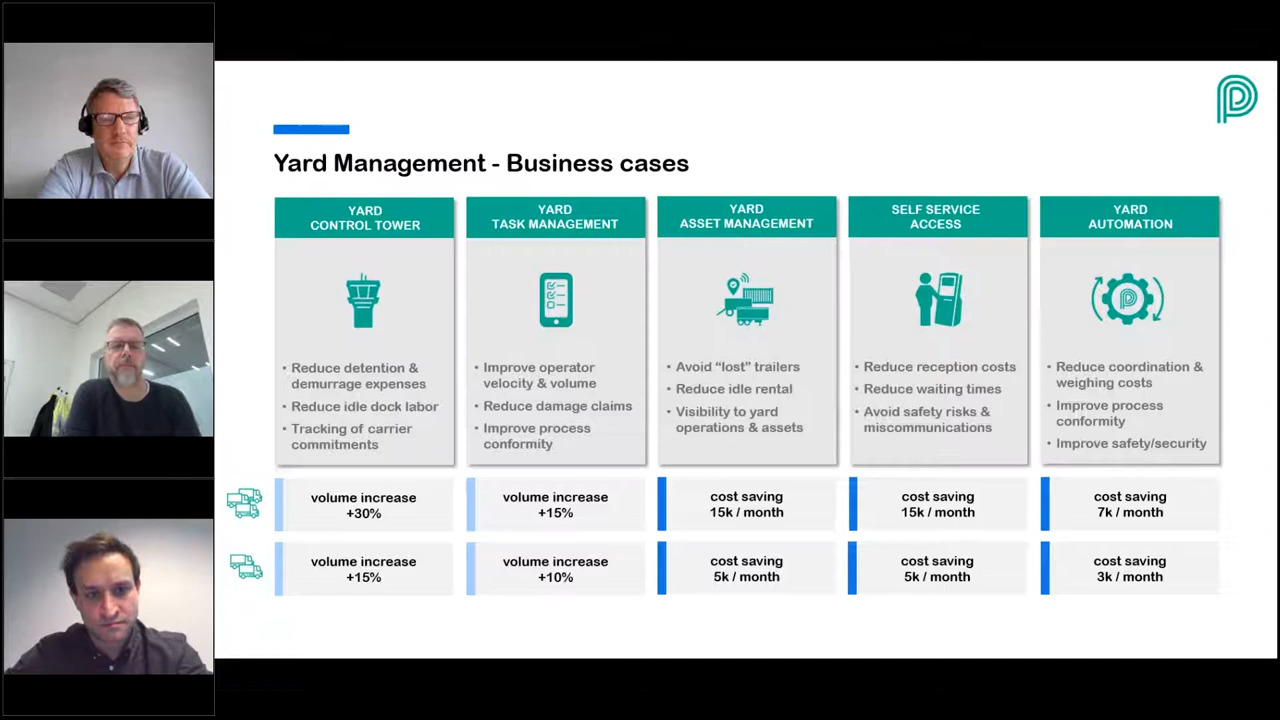 Yard Management - Business cases
YARD
CONTROL TOWER
• Reduce detention &
demurrage expenses
• Reduce idle dock labor
• Tracking of carrier
commitments
YARD
TASK MANAGEMENT
• Improve operator
velocity & volume
• Reduce damage claims
• Improve process
conformity
YARD
ASSET MANAGEMENT
• Avoid “lost” trailers
• Reduce idle rental
• Visibility to yard
operations & assets
SELF SERVICE
ACCESS
• Reduce reception costs
• Reduce waiting times
• Avoid safety risks &
miscommunications
YARD
AUTOMATION
• Reduce coordination &
weighing costs
• Improve process
conformity
• Improve safety/security
volume increase
+30%
volume increase
+15%
cost saving
15k / month
cost saving
15k / month
cost saving
7k / month
volume increase
+15%
volume increase
+10%
cost saving
5k / month
cost saving
5k / month
cost saving
3k / month